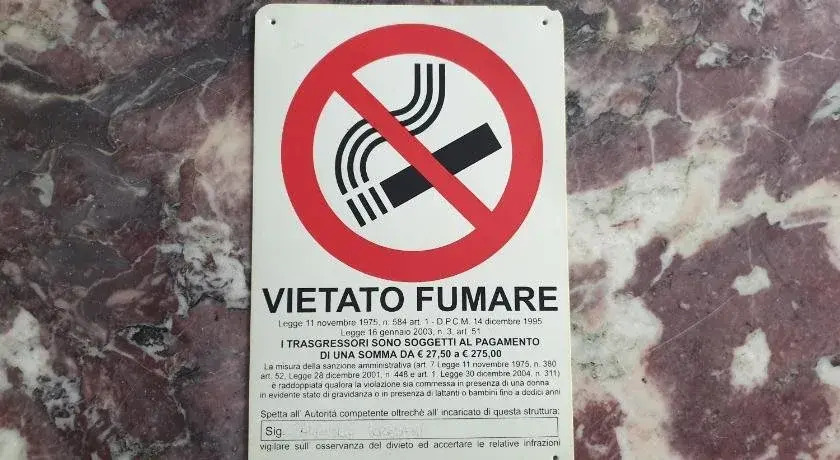 VIETATO FUMARE
Legge 11 novembre 1975, n. 584 art. 1 - D.P.C.M. 14 dicembre 1995
Legge 16 gennaio 2003, n. 3, art. 51
I TRASGRESSORI SONO SOGGETTI AL PAGAMENTO
DI UNA SOMMA DA € 27,50 a € 275,00
La misura della sanzione amministrativa (art. 7 Legge 11 novembre 1975, n. 380
art. 52, Legge 28 dicembre 2001, n. 448 e art. 1, Legge 30 dicembre 2004, n. 311)
è raddoppiata qualora la violazione sia commessa in presenza di una donna
in evidente stato di gravidanza o in presenza di lattanti o bambini fino a dodici anni
Spetta all' Autorità competente oltreché all' incaricato di questa struttura:
Sig.
vigilare sull' osservanza del divieto ed accertare le relative infrazioni